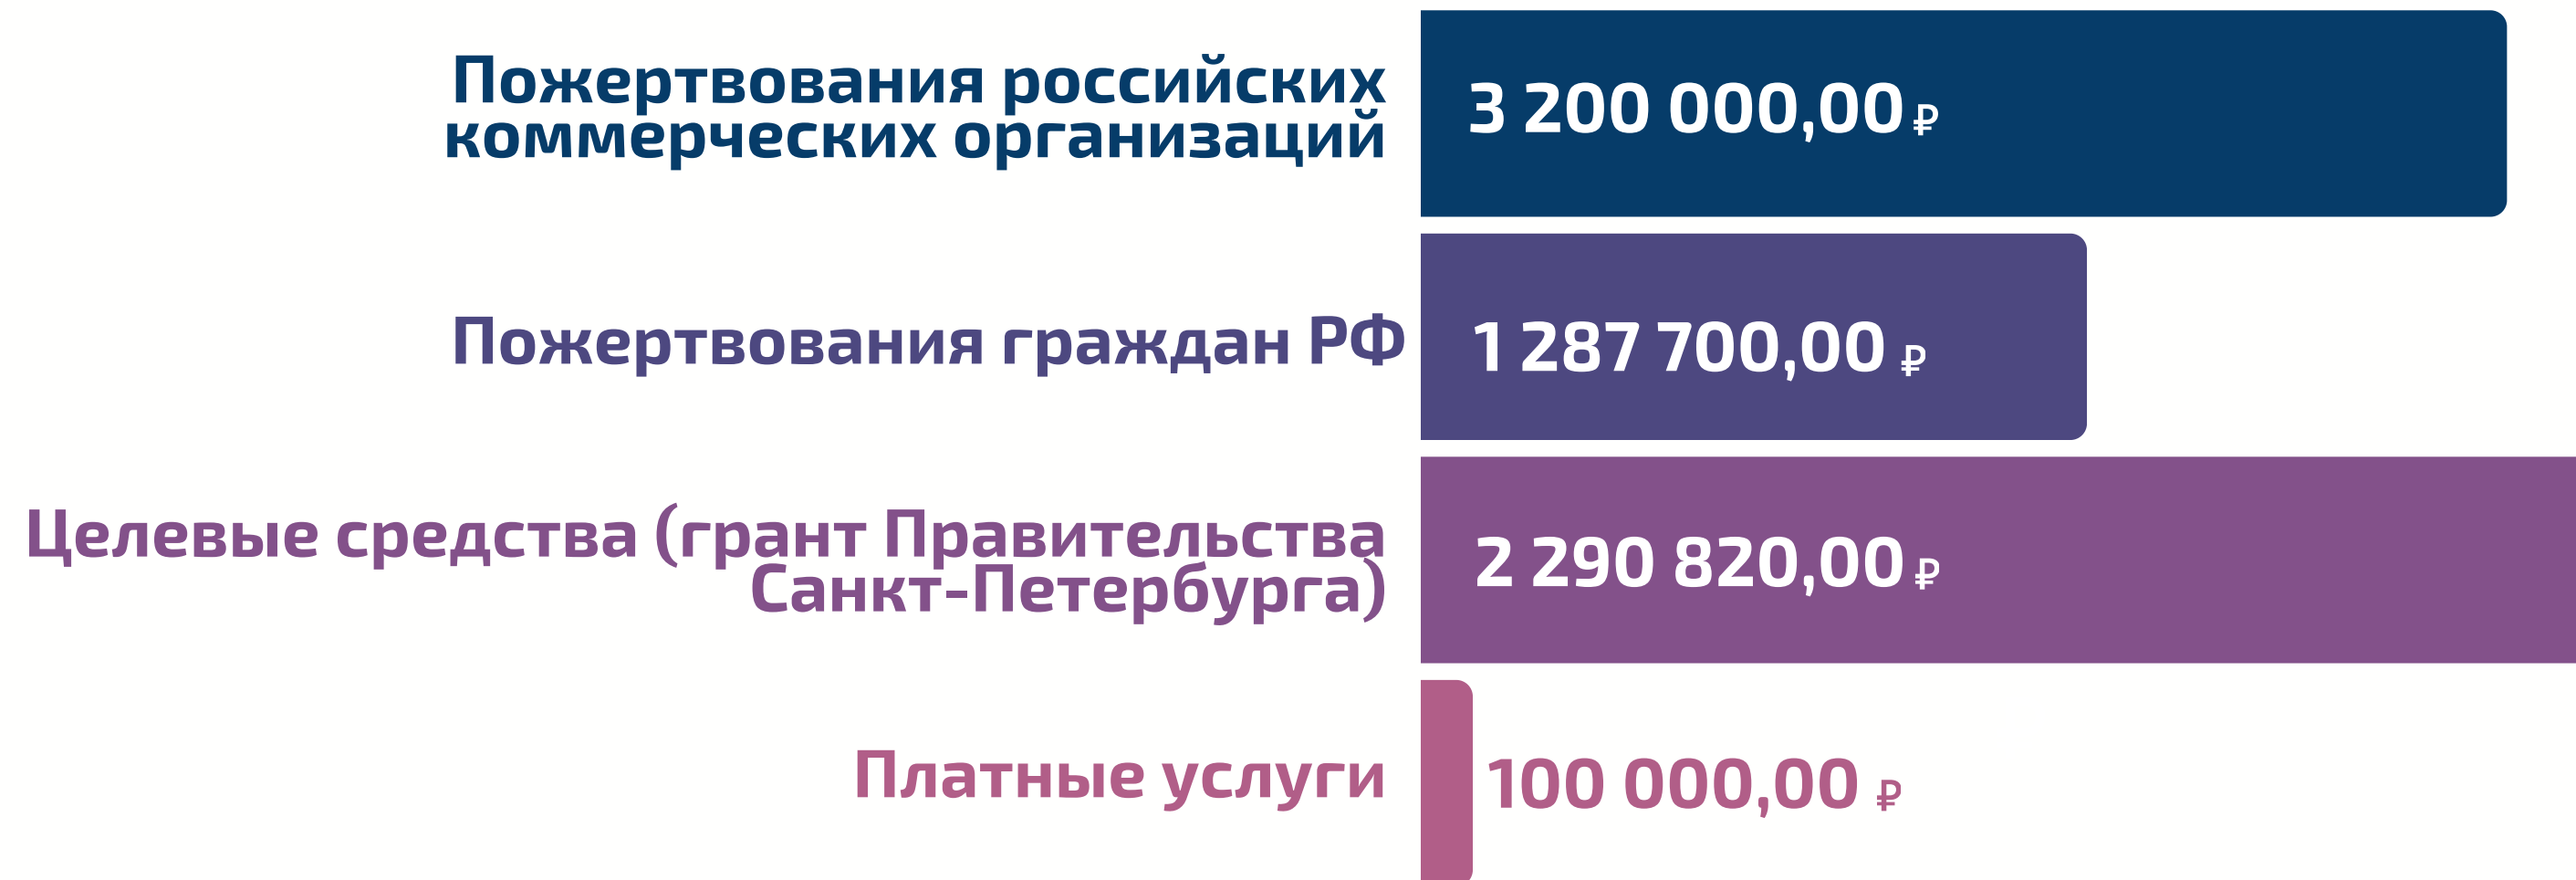 Пожертвования российских
коммерческих организаций
3 200 000,00 ₽
Пожертвования граждан РФ
1 287 700,00 ₽
Целевые средства (грант Правительства
Санкт-Петербурга)
2 290 820,00 ₽
Платные услуги
100 000,00 ₽